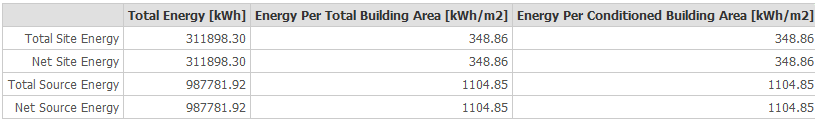 Total Energy [kWh] Energy Per Total Building Area [kWh/m2] Energy Per Conditioned Building Area [kWh/m2]
Total Site Energy 311898.30 348.86 348.86
Net Site Energy 311898.30 348.86 348.86
Total Source Energy 987781.92 1104.85 1104.85
Net Source Energy 987781.92 1104.85 1104.85